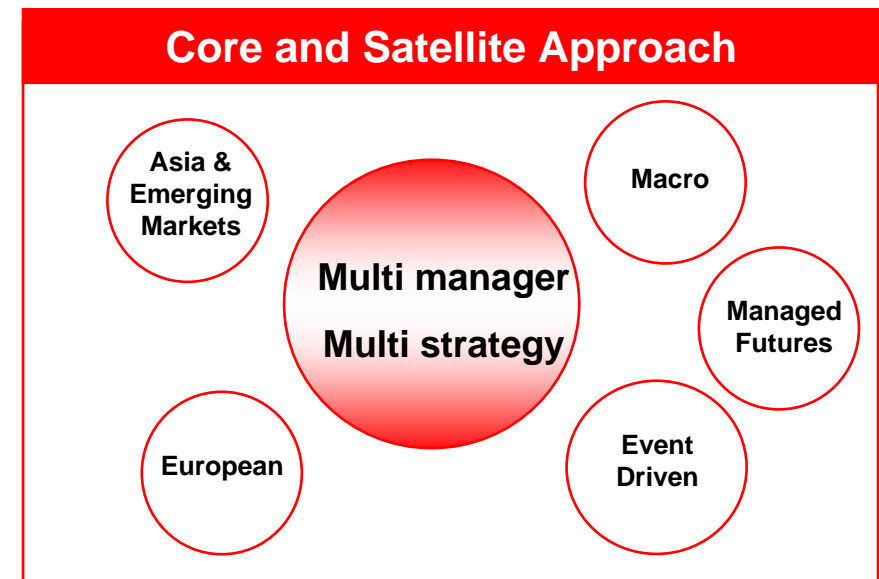 Core and Satellite Approach
Asia &
Emerging
Markets
Macro
Multi manager
Multi strategy
Managed
Futures
European
Event
Driven